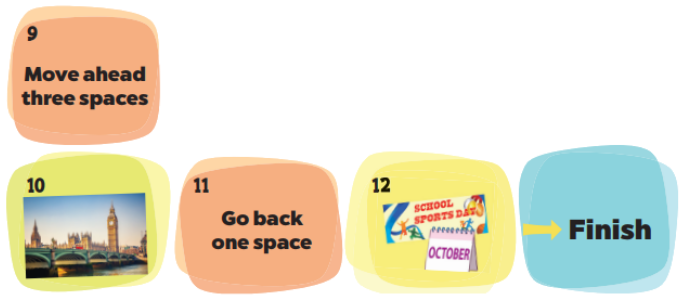 9
Move ahead
three spaces
10
11
Go back
one space
12
SCHOOL
SPORTS DAY
OCTOBER
Finish